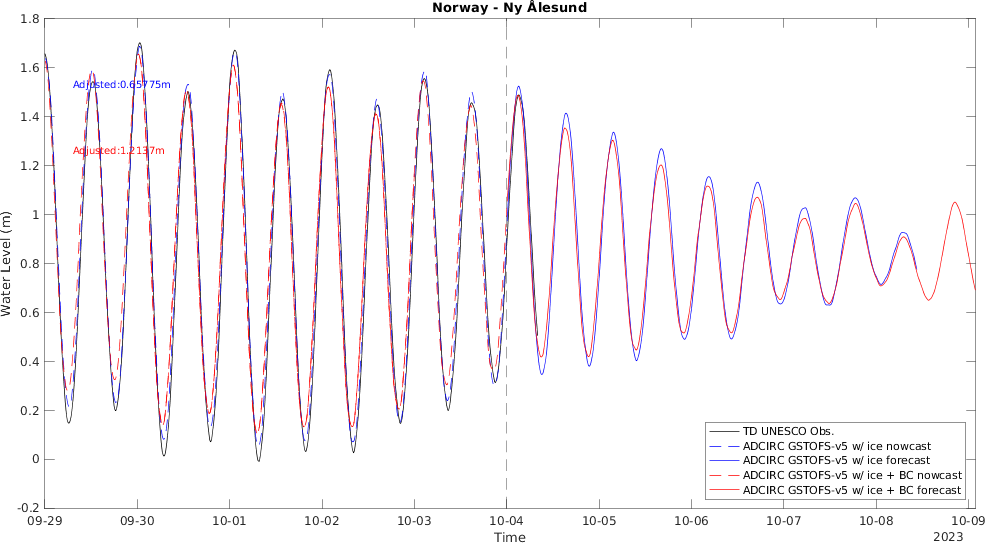 Norway - Ny Ålesund
1.8
1.6
1.4
1.2
1
0.8
0.6
0.4
0.2
0
-0.2
Water Level (m)
Adjusted:0.65775m
Adjusted:1.2137m
TD UNESCO Obs.
ADCIRC GSTOFS-v5 w/ ice nowcast
ADCIRC GSTOFS-v5 w/ ice forecast
ADCIRC GSTOFS-v5 w/ ice + BC nowcast
ADCIRC GSTOFS-v5 w/ ice + BC forecast
09-29 09-30 10-01 10-02 10-03 10-04 10-05 10-06 10-07 10-08 10-09
Time
2023